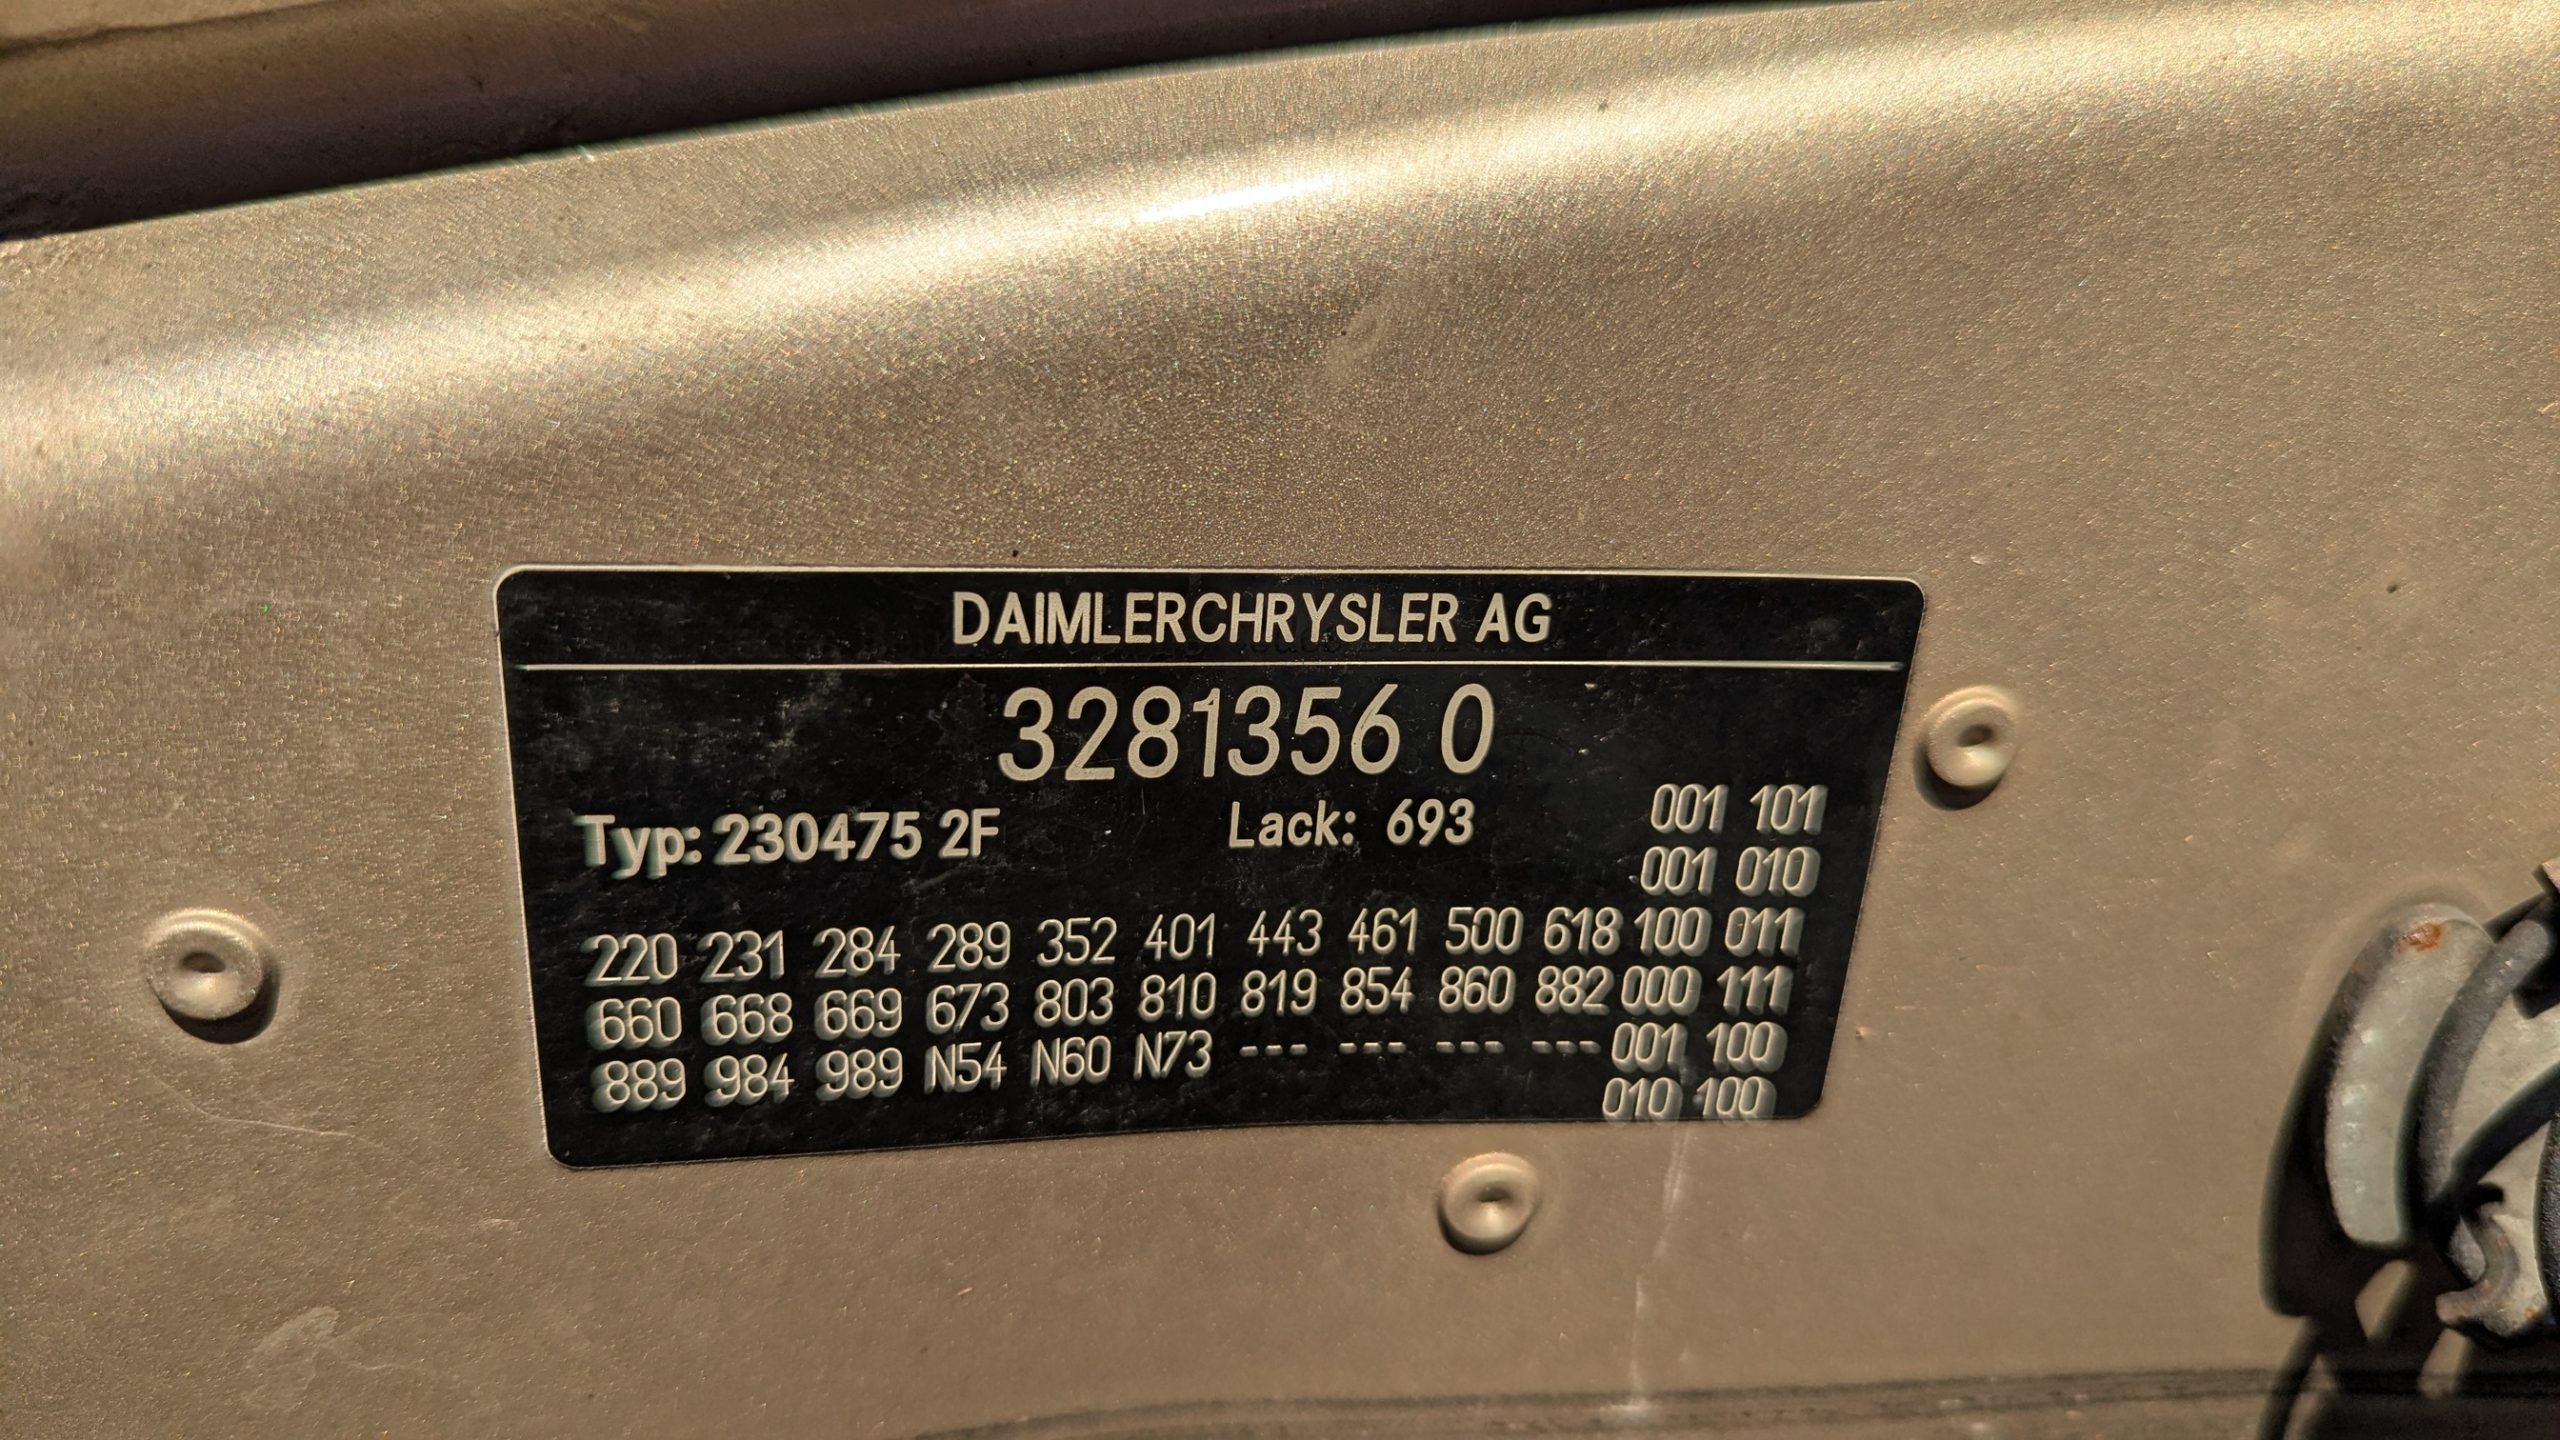 DAIMLERCHRYSLER AG
3281356 0
Typ: 230475 2F Lack: 693 001 101
001 010
220 231 284 289 352 401 443 461 500 618 100 011
660 668 669 673 803 810 819 854 860 882 000 111
889 984 989 N54 N60 N73 --- --- --- --- 001 100
010 100